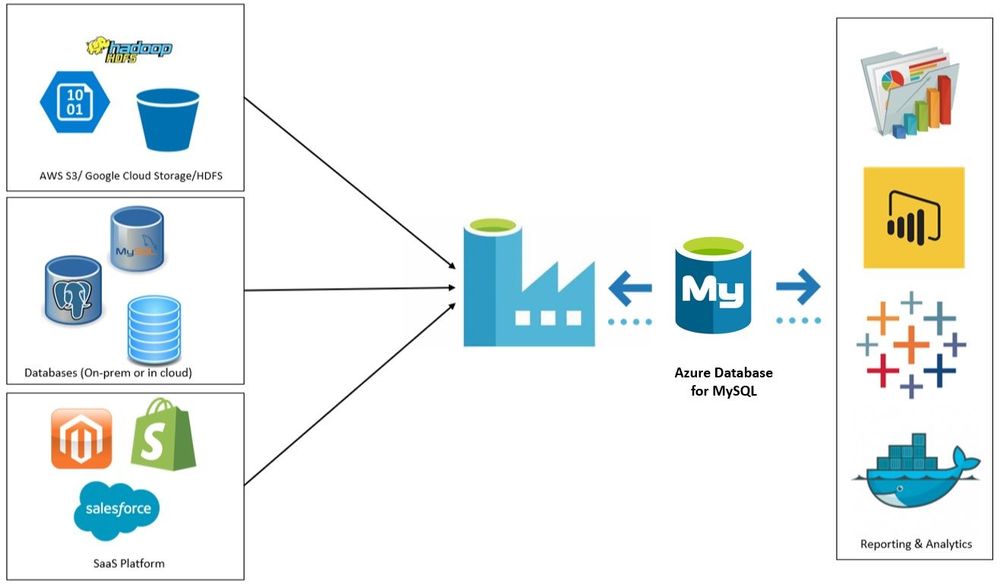 hadoop
HDFS
10
01
AWS S3/ Google Cloud Storage/HDFS
MySQL
Databases (On-prem or in cloud)
S
salesforce
SaaS Platform
My
Azure Database
for MySQL
Reporting & Analytics